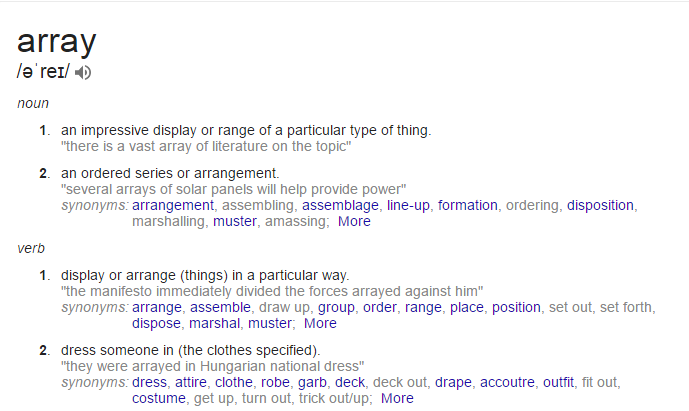 array
/əˈreɪ/
noun
1. an impressive display or range of a particular type of thing.
"there is a vast array of literature on the topic"
2. an ordered series or arrangement.
"several arrays of solar panels will help provide power"
synonyms: arrangement, assembling, assemblage, line-up, formation, ordering, disposition,
marshalling, muster, amassing; More
verb
1. display or arrange (things) in a particular way.
"the manifesto immediately divided the forces arrayed against him"
synonyms: arrange, assemble, draw up, group, order, range, place, position, set out, set forth,
dispose, marshal, muster; More
2. dress someone in (the clothes specified).
"they were arrayed in Hungarian national dress"
synonyms: dress, attire, clothe, robe, garb, deck, deck out, drape, accoutre, outfit, fit out,
costume, get up, turn out, trick out/up; More